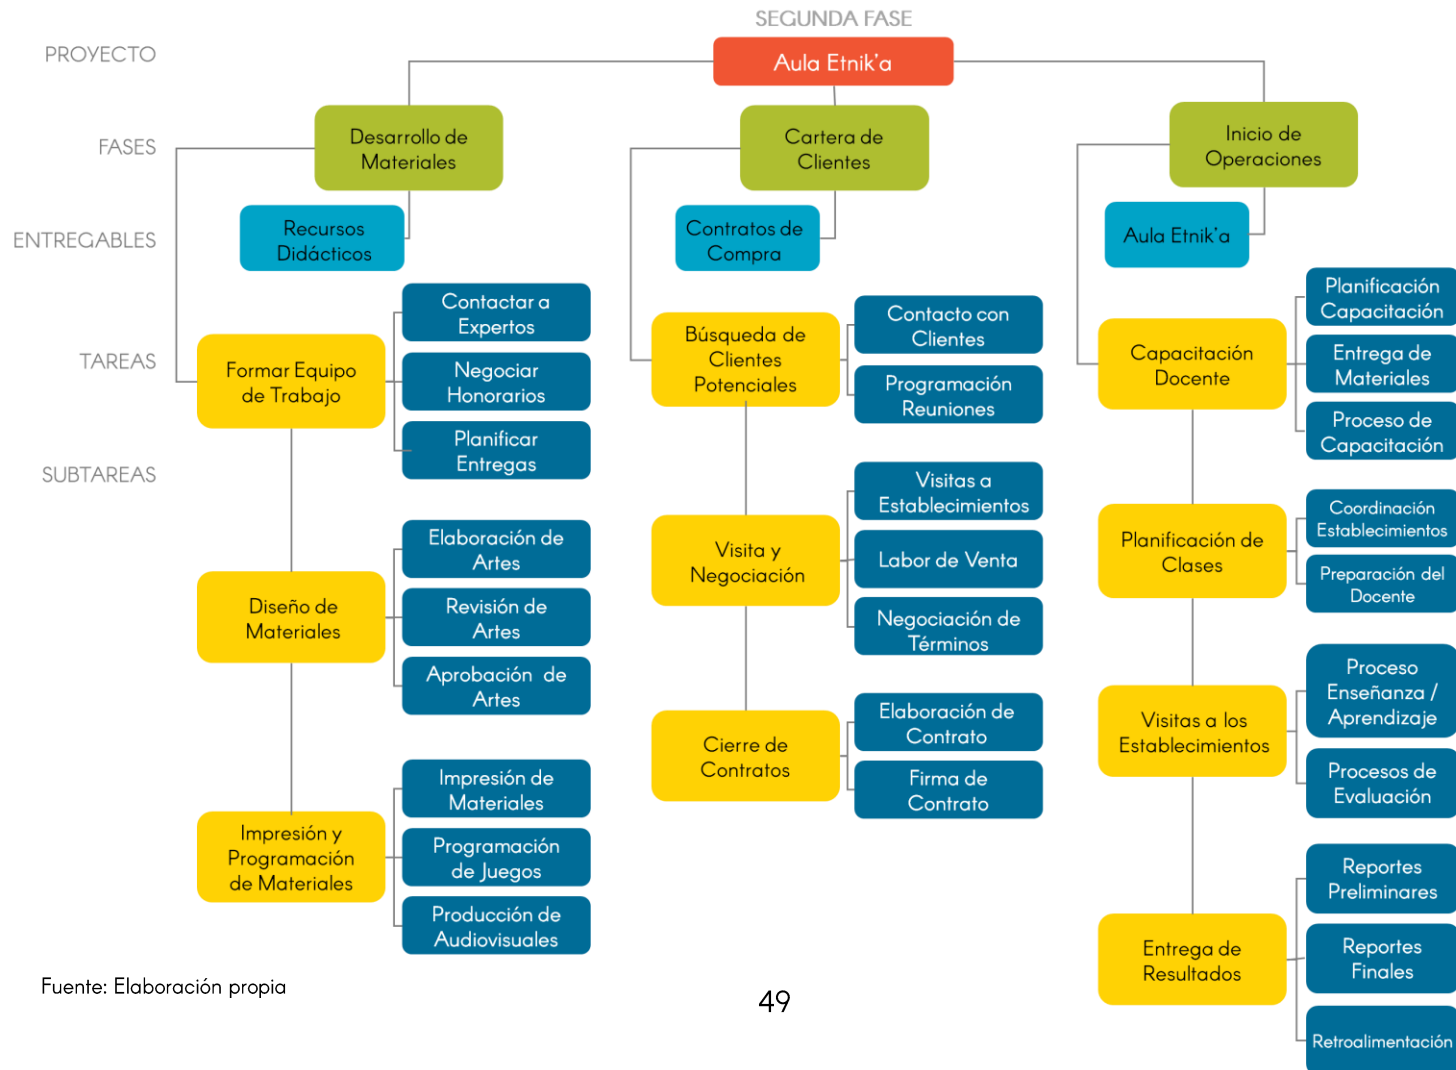 SEGUNDA FASE
PROYECTO
Aula Etnik'a
FASES
Desarrollo de
Materiales
Cartera de
Clientes
Inicio de
Operaciones
ENTREGABLES
Recursos
Didácticos
Contratos de
Compra
Aula Etnik'a
TAREAS
SUBTAREAS
Formar Equipo
de Trabajo
Contactar a
Expertos
Negociar
Honorarios
Planificar
Entregas
Diseño de
Materiales
Elaboración de
Artes
Revisión de
Artes
Aprobación de
Artes
Impresión y
Programación
de Materiales
Impresión de
Materiales
Programación
de Juegos
Producción de
Audiovisuales
Búsqueda de
Clientes
Potenciales
Contacto con
Clientes
Programación
Reuniones
Visita y
Negociación
Visitas a
Establecimientos
Labor de Venta
Negociación de
Términos
Cierre de
Contratos
Elaboración de
Contrato
Firma de
Contrato
Capacitación
Docente
Planificación
Capacitación
Entrega de
Materiales
Proceso de
Capacitación
Planificación de
Clases
Coordinación
Establecimientos
Preparación del
Docente
Visitas a los
Establecimientos
Proceso
Enseñanza /
Aprendizaje
Procesos de
Evaluación
Entrega de
Resultados
Reportes
Preliminares
Reportes
Finales
Retroalimentación
Fuente: Elaboración propia
49